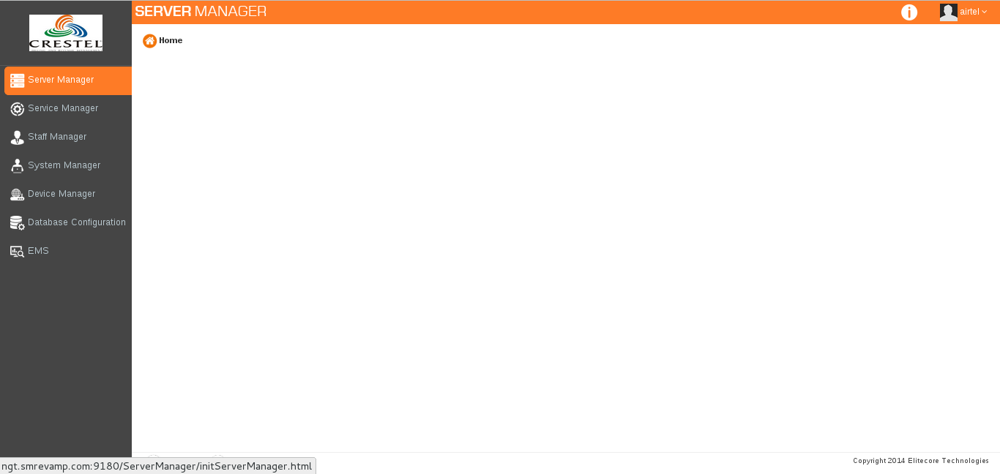 CRESTEL
SERVER MANAGER
airtel
Home
Server Manager
Service Manager
Staff Manager
System Manager
Device Manager
Database Configuration
EMS
Copyright 2014 Elitecore Technologies
ngt.smrevamp.com:9180/ServerManager/initServerManager.html